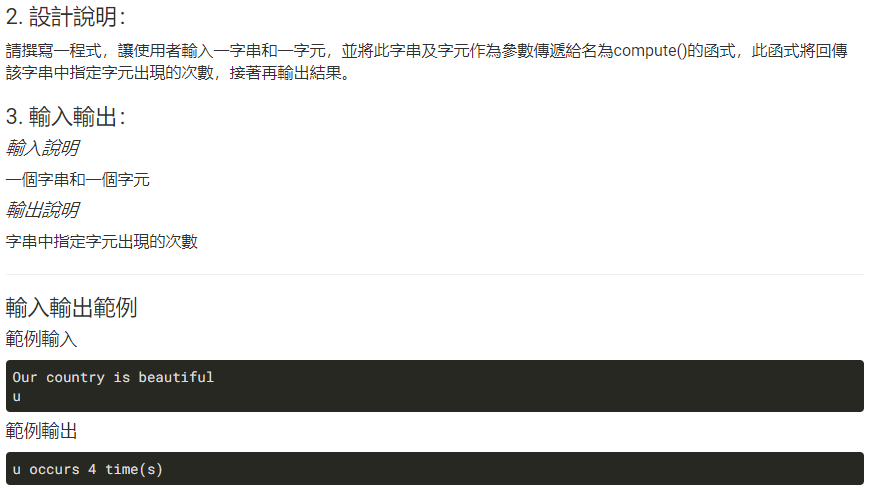 2. 設計說明：
請撰寫一程式，讓使用者輸入一字串和一字元，並將此字串及字元作為參數傳遞給名為compute()的函式，此函式將回傳
該字串中指定字元出現的次數，接著再輸出結果。
3. 輸入輸出：
輸入說明
一個字串和一個字元
輸出說明
字串中指定字元出現的次數
輸入輸出範例
範例輸入
Our country is beautiful
u
範例輸出
u occurs 4 time(s)